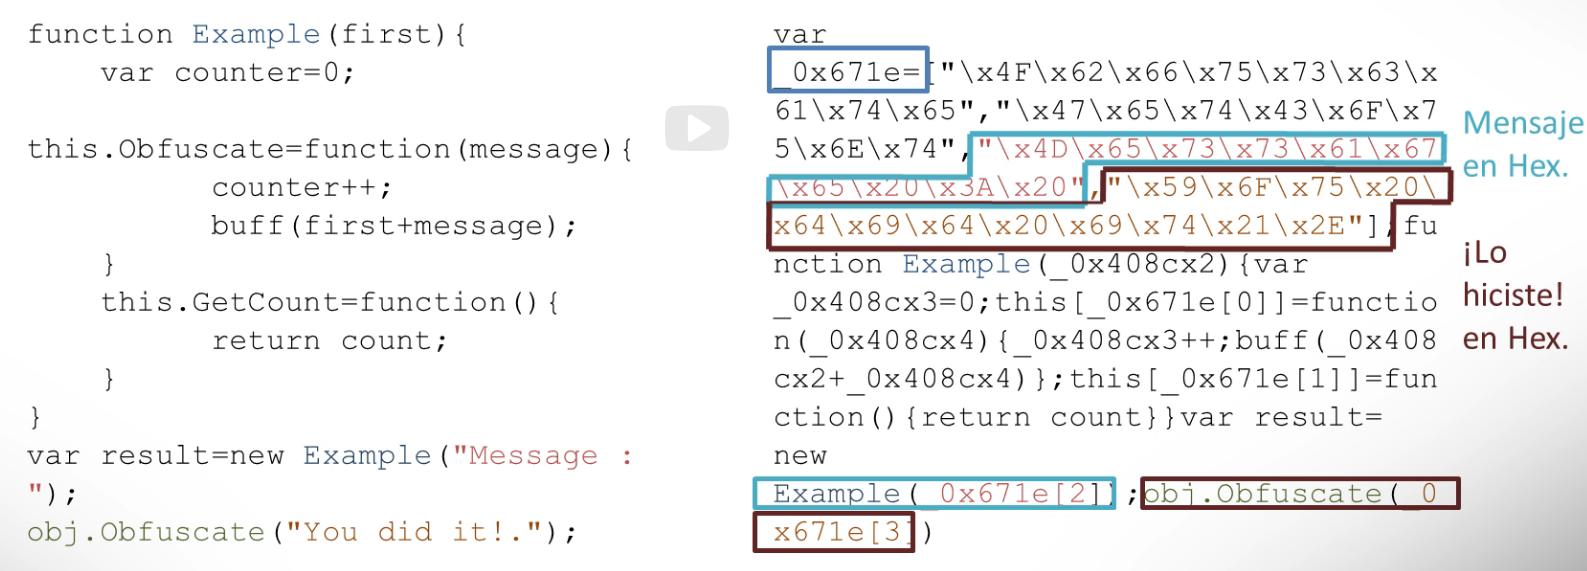 function Example(first){
    var counter=0;
this.Obfuscate=function(message){
          counter++;
          buff(first+message);
    }
    this.GetCount=function(){
          return count;
    }
}
var result=new Example("Message :
");
obj.Obfuscate("You did it!.");
var
_0x671e=["\x4F\x62\x66\x75\x73\x63\x
61\x74\x65","\x47\x65\x74\x43\x6F\x7
5\x6E\x74","\x4D\x65\x73\x73\x61\x67
\x65\x20\x3A\x20","\x59\x6F\x75\x20\
x64\x69\x64\x20\x69\x74\x21\x2E"];fu
nction Example(_0x408cx2){var
_0x408cx3=0;this[_0x671e[0]]=functio
n(_0x408cx4){_0x408cx3++;buff(_0x408
cx2+_0x408cx4)};this[_0x671e[1]]=fun
ction(){return count}}var result=
new
Example(_0x671e[2]);obj.Obfuscate(_0
x671e[3])
Mensaje
en Hex.
¡Lo
hiciste!
en Hex.